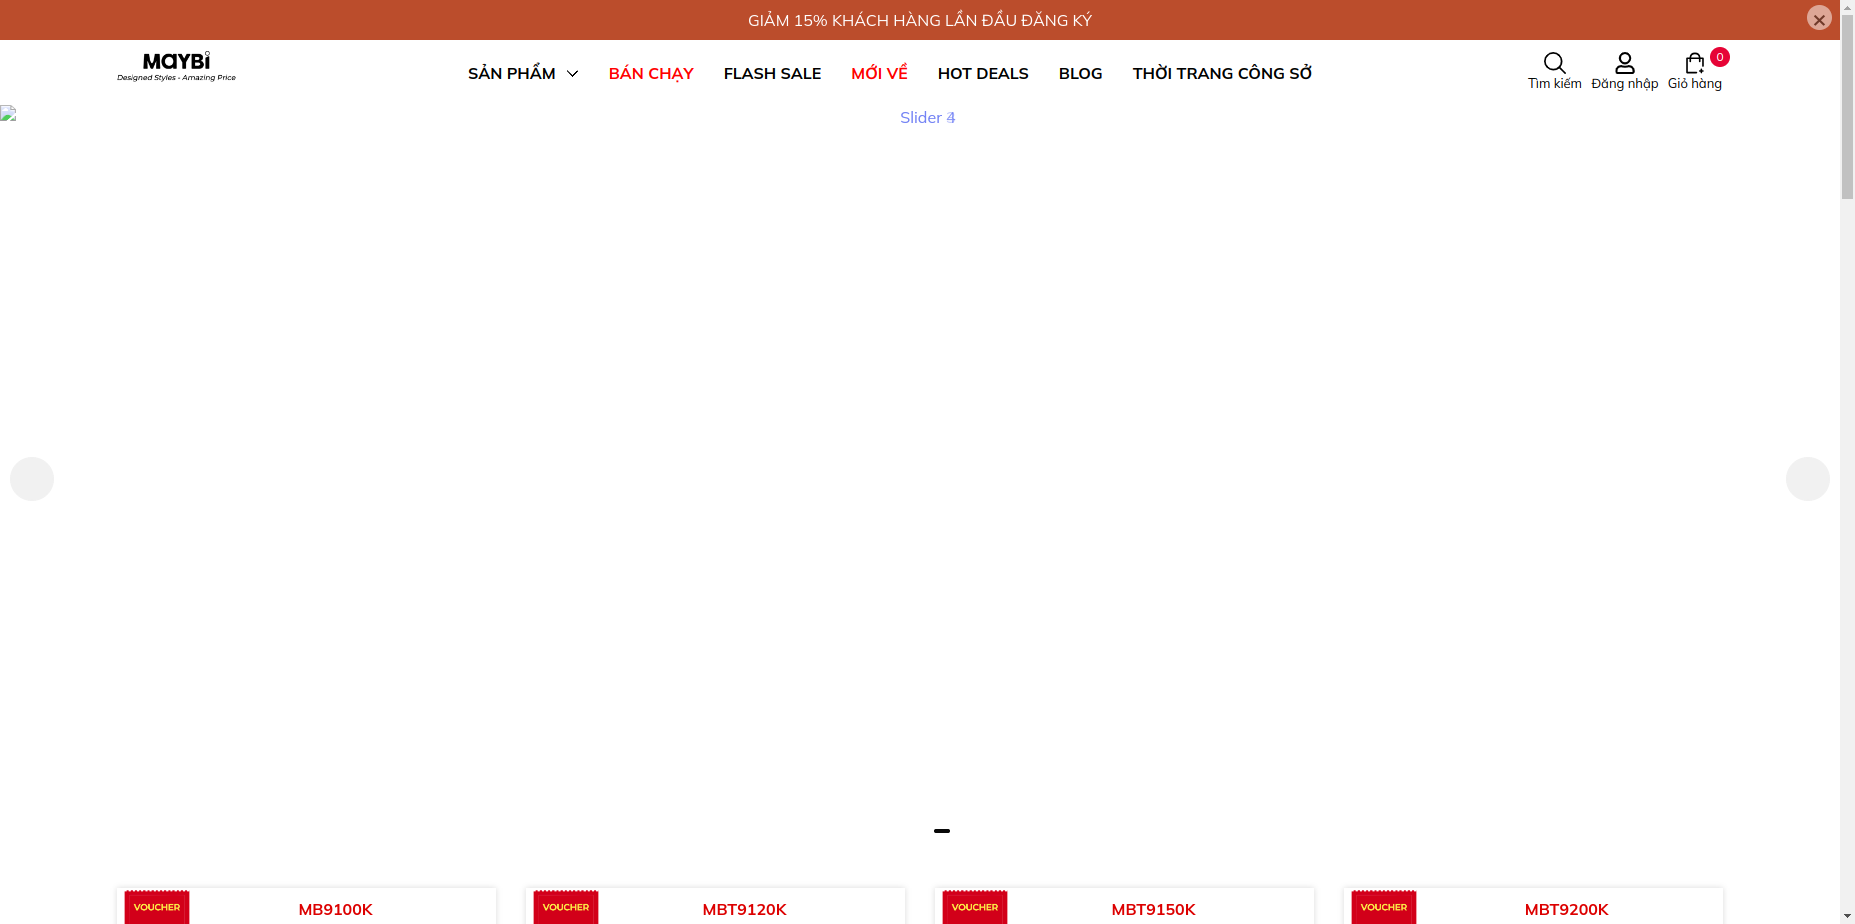 GIẢM 15% KHÁCH HÀNG LẦN ĐẦU ĐĂNG KÝ
MAYBi
Designed Styles - Amazing Price
SẢN PHẨM
BÁN CHẠY
FLASH SALE
MỚI VỀ
HOT DEALS
BLOG
THỜI TRANG CÔNG SỞ
Tìm kiếm
Đăng nhập
0
Giỏ hàng
Slider
VOUCHER
MB9100K
VOUCHER
MBT9120K
VOUCHER
MBT9150K
VOUCHER
MBT9200K